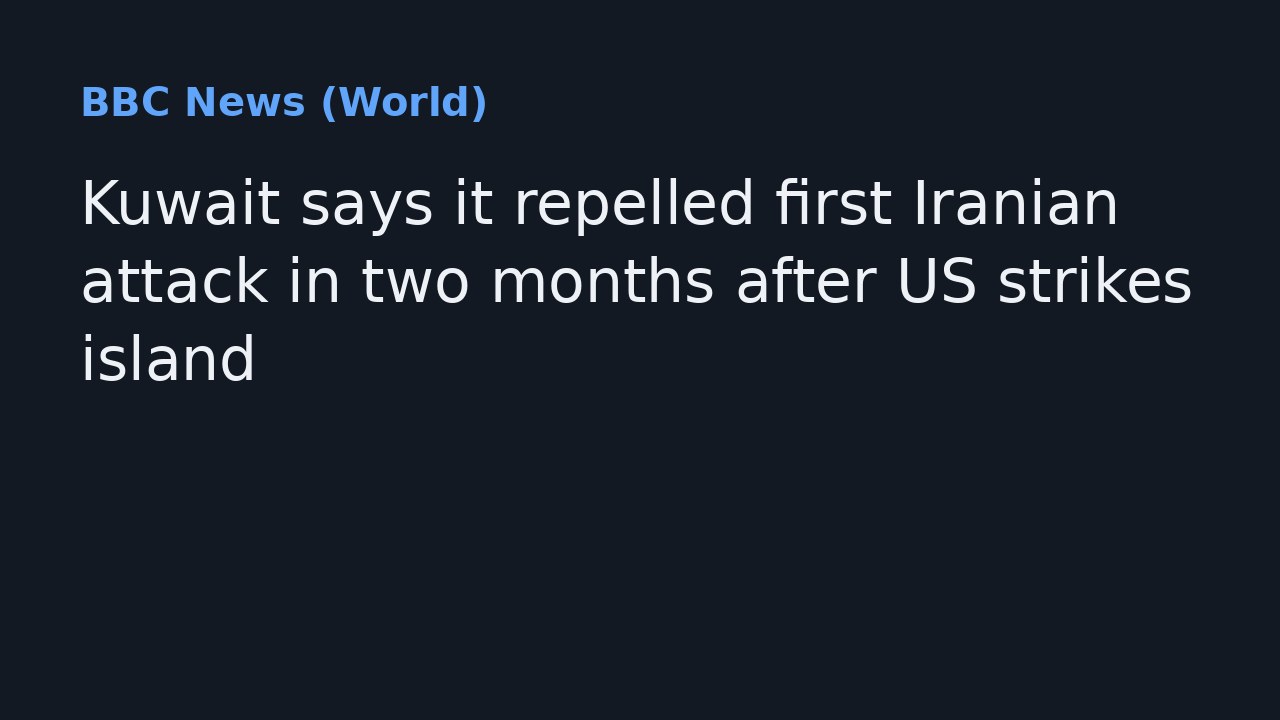 BBC News (World)
Kuwait says it repelled first Iranian
attack in two months after US strikes
island